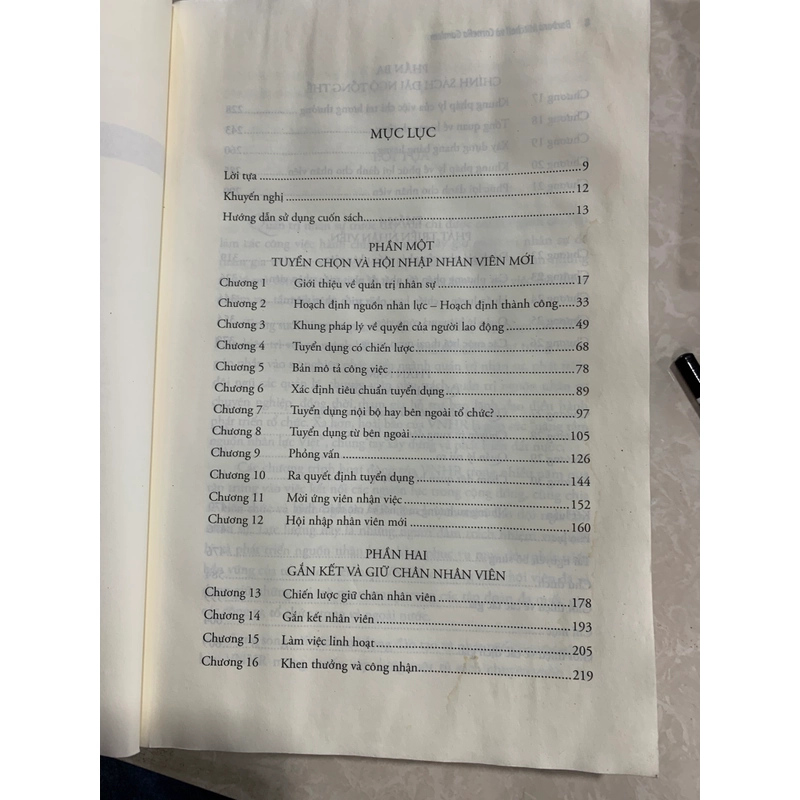 MỤC LỤC
Lời tựa ........ 9
Khuyến nghị ........ 12
Hướng dẫn sử dụng cuốn sách ........ 13
PHẦN MỘT
TUYỂN CHỌN VÀ HỘI NHẬP NHÂN VIÊN MỚI
Chương 1 Giới thiệu về quản trị nhân sự ........ 17
Chương 2 Hoạch định nguồn nhân lực – Hoạch định thành công ........ 33
Chương 3 Khung pháp lý về quyền của người lao động ........ 49
Chương 4 Tuyển dụng có chiến lược ........ 68
Chương 5 Bản mô tả công việc ........ 78
Chương 6 Xác định tiêu chuẩn tuyển dụng ........ 89
Chương 7 Tuyển dụng nội bộ hay bên ngoài tổ chức? ........ 97
Chương 8 Tuyển dụng từ bên ngoài ........ 105
Chương 9 Phỏng vấn ........ 126
Chương 10 Ra quyết định tuyển dụng ........ 144
Chương 11 Mời ứng viên nhận việc ........ 152
Chương 12 Hội nhập nhân viên mới ........ 160
PHẦN HAI
GẮN KẾT VÀ GIỮ CHÂN NHÂN VIÊN
Chương 13 Chiến lược giữ chân nhân viên ........ 178
Chương 14 Gắn kết nhân viên ........ 193
Chương 15 Làm việc linh hoạt ........ 205
Chương 16 Khen thưởng và công nhận ........ 219